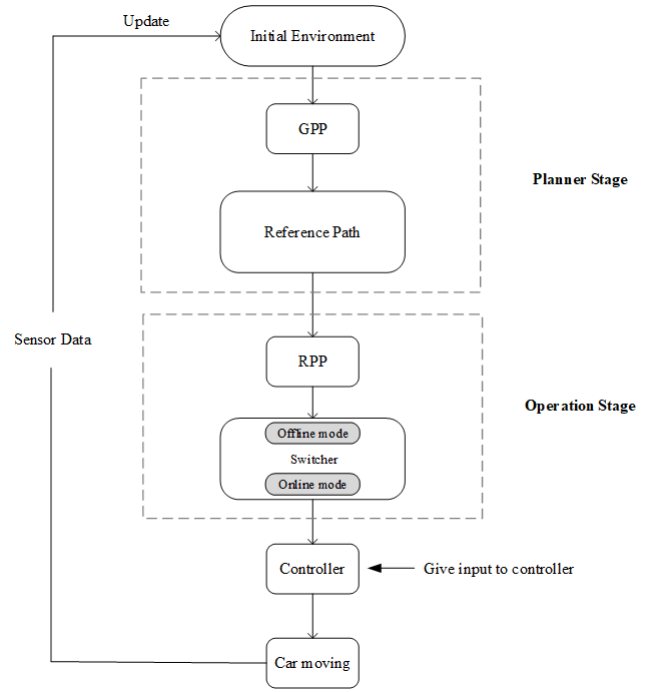 Update
Initial Environment
GPP
Planner Stage
Reference Path
Sensor Data
RPP
Operation Stage
Offline mode
Switcher
Online mode
Controller
Give input to controller
Car moving